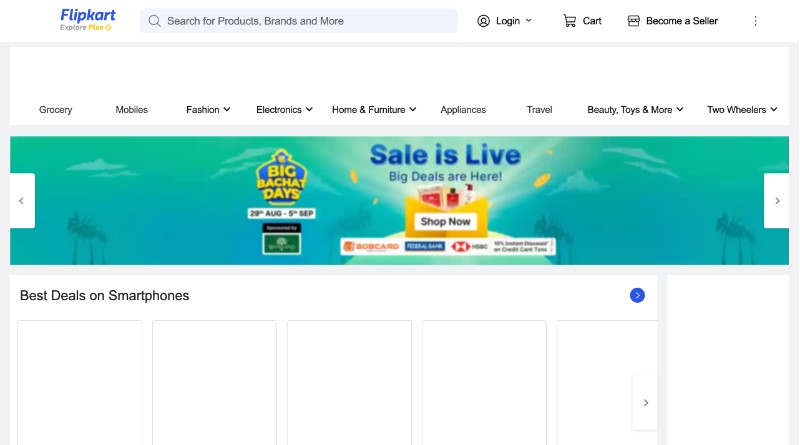 Flipkart
Explore Plus
Search for Products, Brands and More
Login
Cart
Become a Seller
Grocery
Mobiles
Fashion
Electronics
Home & Furniture
Appliances
Travel
Beauty, Toys & More
Two Wheelers
BIG
BACHAT
DAYS
29TH AUG - 5TH SEP
Sponsored by
Sale is Live
Big Deals are Here!
Shop Now
BOBCARD
FEDERAL BANK
HSBC
10% Instant Discount*
on Credit Card Txns
Best Deals on Smartphones